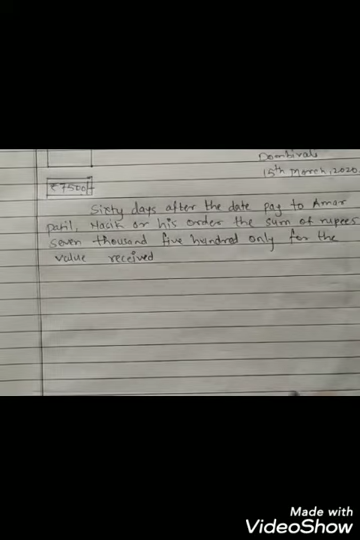 Dombivali
15th March, 2020.
₹7500/-
Sixty days after the date pay to Amar
patil, Nasik or his order the sum of rupees
seven thousand five hundred only for the
value received
Made with
VideoShow